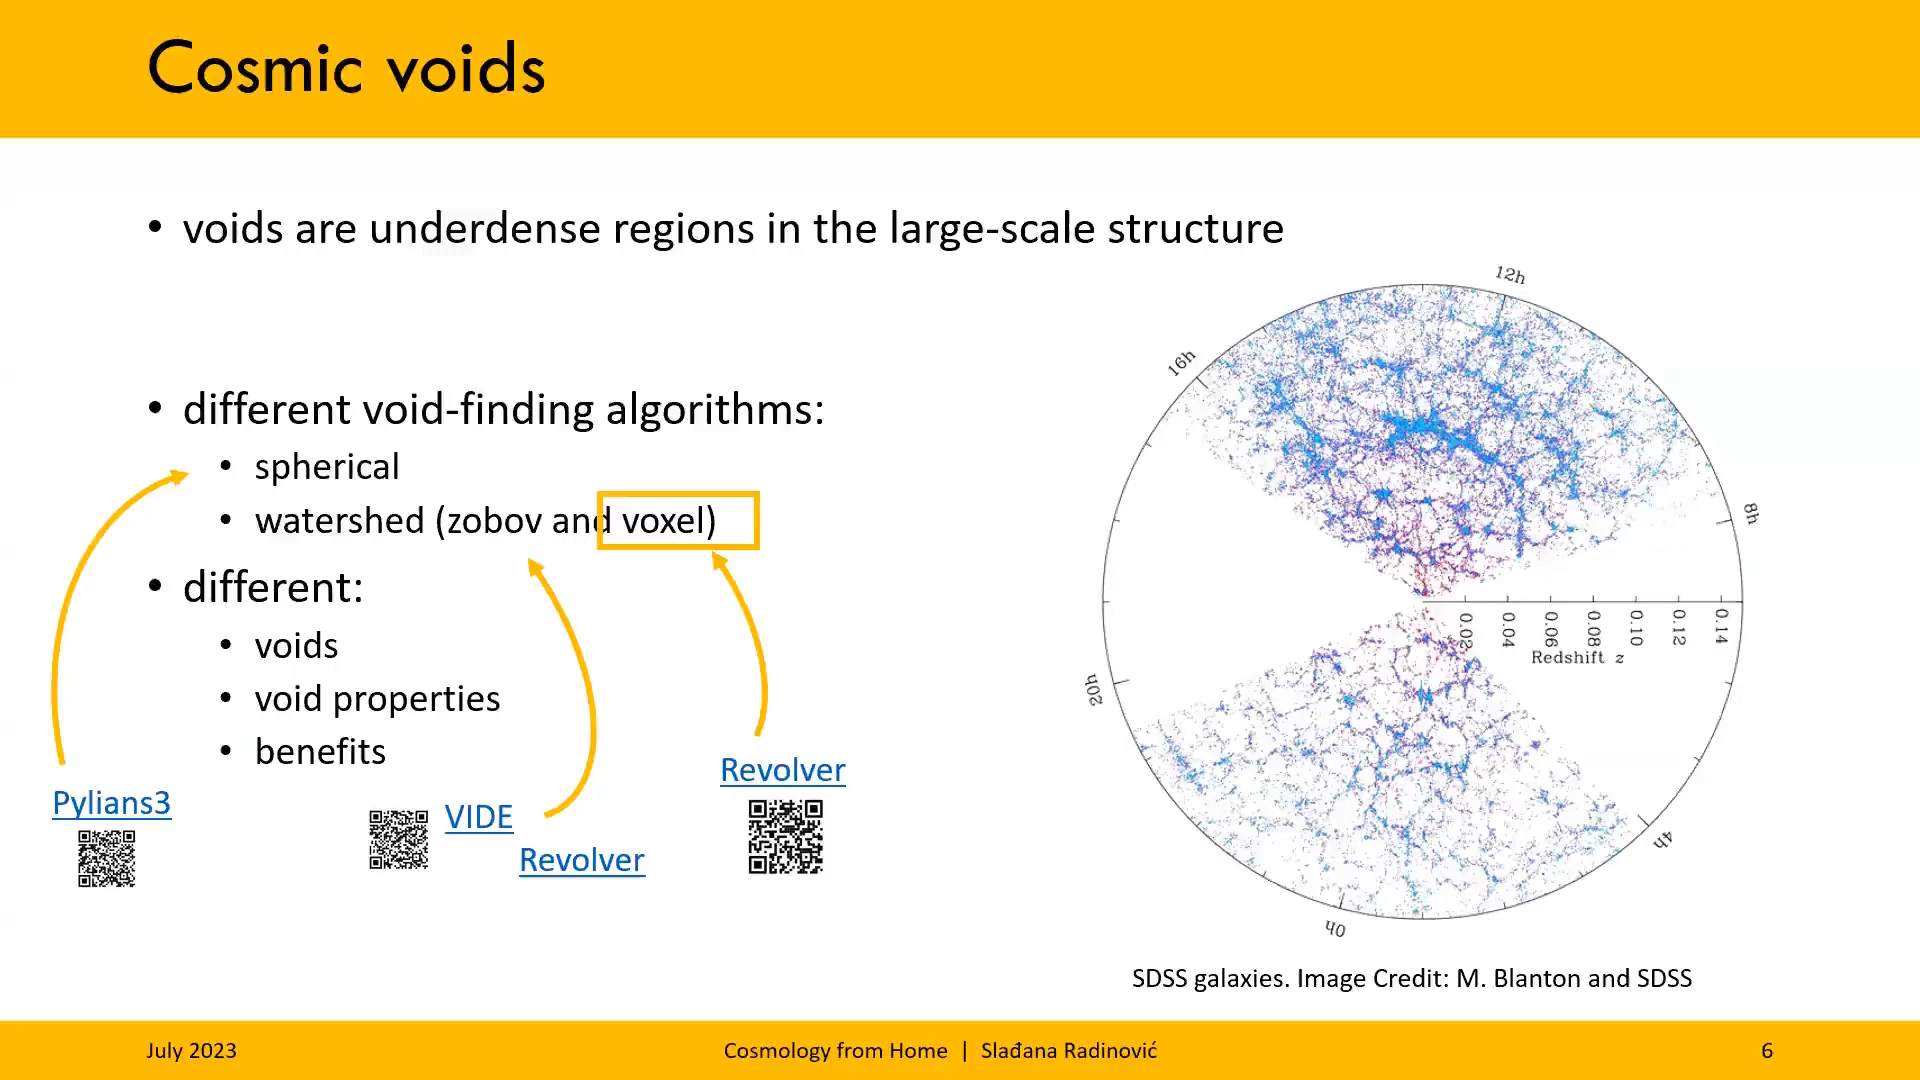 Cosmic voids
• voids are underdense regions in the large-scale structure
• different void-finding algorithms:
• spherical
• watershed (zobov and voxel)
• different:
• voids
• void properties
• benefits
Pylians3
VIDE
Revolver
Revolver
12h
16h
8h
20h
4h
0h
0.02
0.04
0.06
0.08
0.10
0.12
0.14
Redshift z
SDSS galaxies. Image Credit: M. Blanton and SDSS
July 2023
Cosmology from Home | Slađana Radinović
6